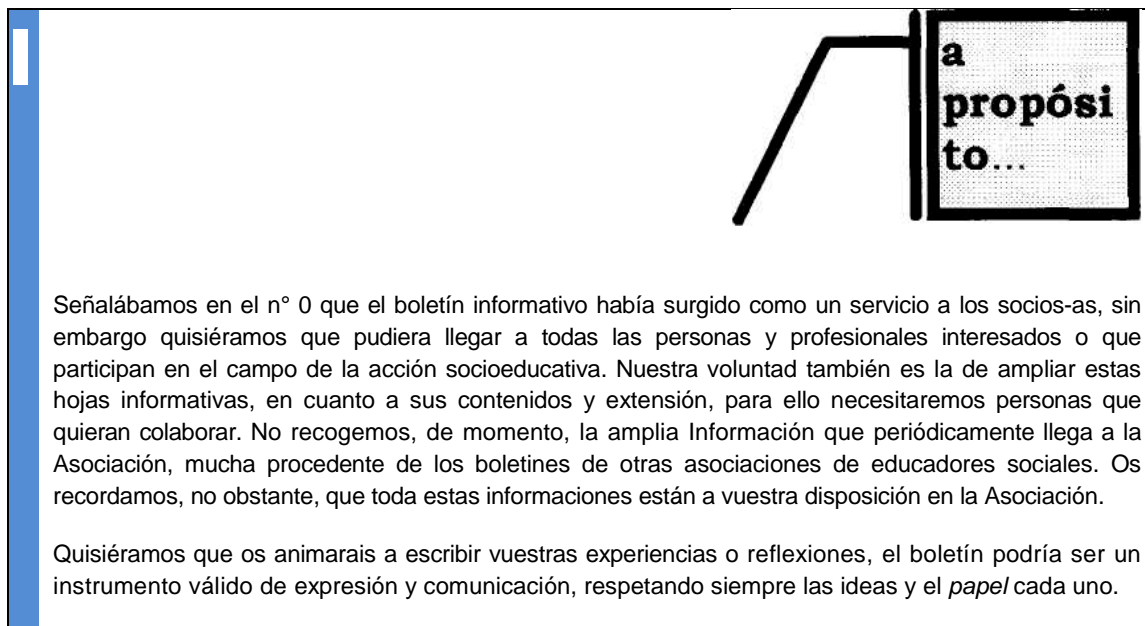 a
propósi
to...
Señalábamos en el n° 0 que el boletín informativo había surgido como un servicio a los socios-as, sin
embargo quisiéramos que pudiera llegar a todas las personas y profesionales interesados o que
participan en el campo de la acción socioeducativa. Nuestra voluntad también es la de ampliar estas
hojas informativas, en cuanto a sus contenidos y extensión, para ello necesitaremos personas que
quieran colaborar. No recogemos, de momento, la amplia Información que periódicamente llega a la
Asociación, mucha procedente de los boletines de otras asociaciones de educadores sociales. Os
recordamos, no obstante, que toda estas informaciones están a vuestra disposición en la Asociación.
Quisiéramos que os animarais a escribir vuestras experiencias o reflexiones, el boletín podría ser un
instrumento válido de expresión y comunicación, respetando siempre las ideas y el papel cada uno.